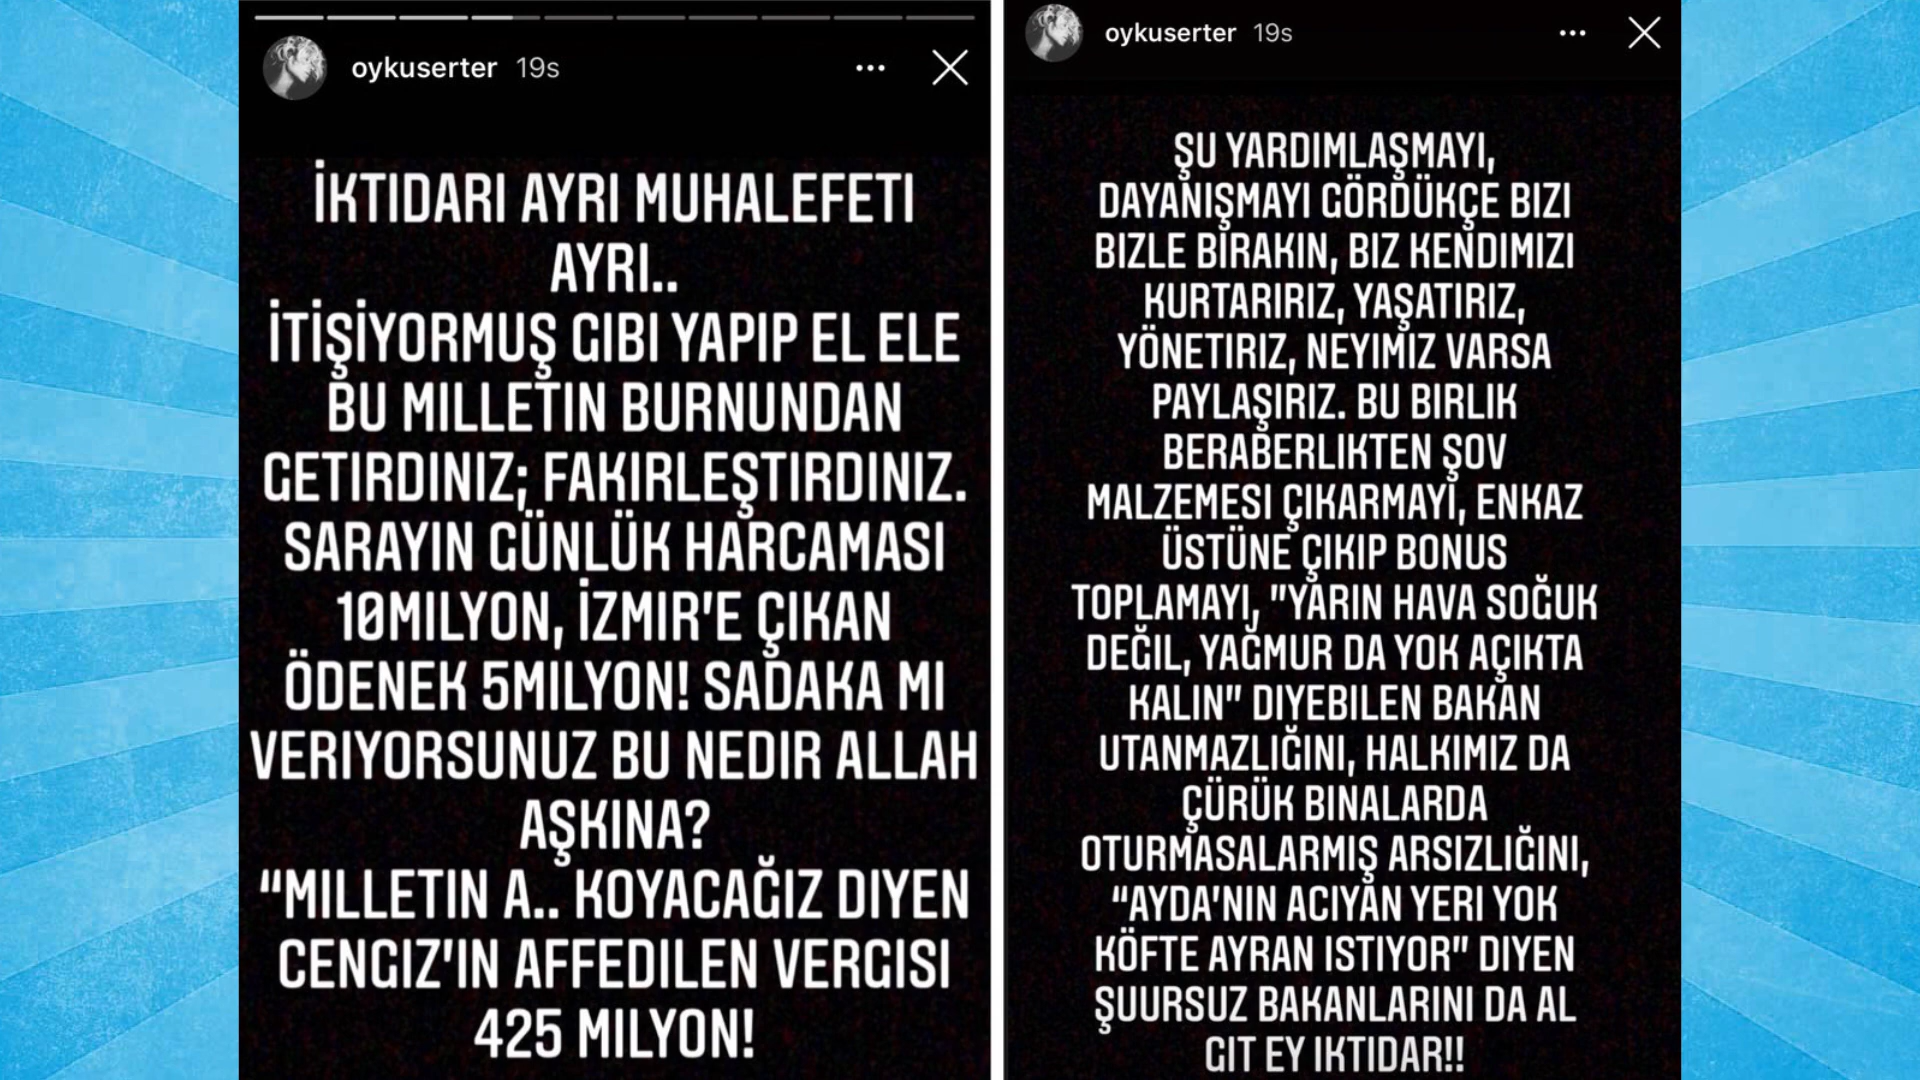 oykuserter 19s
İKTIDARI AYRI MUHALEFETI
AYRI..
İTİŞİYORMUŞ GIBI YAPIP EL ELE
BU MILLETIN BURNUNDAN
GETIRDINIZ; FAKIRLEŞTIRDINIZ.
SARAYIN GÜNLÜK HARCAMASI
10MILYON, İZMIR'E ÇIKAN
ÖDENEK 5MILYON! SADAKA MI
VERIYORSUNUZ BU NEDIR ALLAH
AŞKINA?
“MILLETIN A.. KOYACAĞIZ DIYEN
CENGIZ'IN AFFEDILEN VERGISI
425 MILYON!
oykuserter 19s
ŞU YARDIMLAŞMAYI,
DAYANIŞMAYI GÖRDÜKÇE BIZI
BIZLE BIRAKIN, BIZ KENDIMIZI
KURTARIRIZ, YAŞATIRIZ,
YÖNETIRIZ, NEYIMIZ VARSA
PAYLAŞIRIZ. BU BIRLIK
BERABERLIKTEN ŞOV
MALZEMESI ÇIKARMAYI, ENKAZ
ÜSTÜNE ÇIKIP BONUS
TOPLAMAYI, "YARIN HAVA SOĞUK
DEĞIL, YAĞMUR DA YOK AÇIKTA
KALIN" DIYEBILEN BAKAN
UTANMAZLIĞINI, HALKIMIZ DA
ÇÜRÜK BINALARDA
OTURMASALARMIŞ ARSIZLIĞINI,
“AYDA'NIN ACIYAN YERI YOK
KÖFTE AYRAN ISTIYOR" DIYEN
ŞUURSUZ BAKANLARINI DA AL
GIT EY IKTIDAR!!